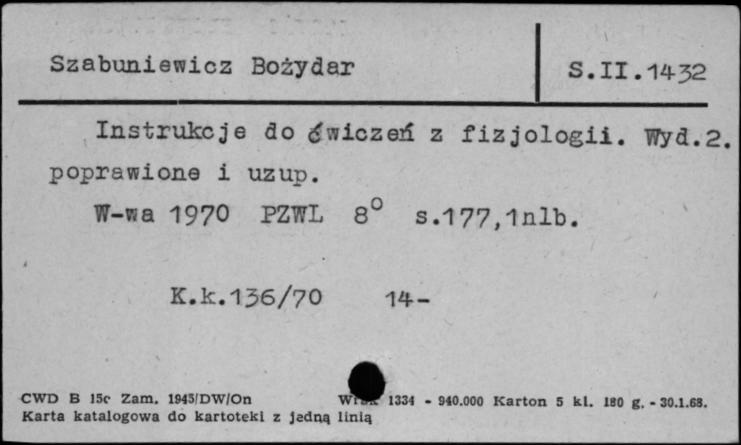 Szabuniewicz Bożydar
S.II.1432
Instrukcje do ćwiczeń z fizjologii. Wyd.2.
poprawione i uzup.
W-wa 1970 PZWL 8° s.177,1nlb.
K.k.136/70 14-
CWD B 15c Zam. 1945/DW/On 1334 - 940.000 Karton 5 kl. 180 g. - 30.1.68.
Karta katalogowa do kartoteki z jedną linią